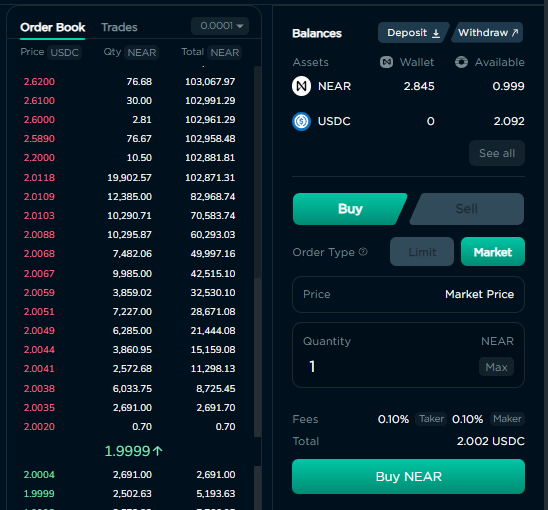 Order Book Trades 0.0001
Price USDC Qty NEAR Total NEAR
2.6200 76.68 103,067.97
2.6100 30.00 102,991.29
2.6000 2.81 102,961.29
2.5890 76.67 102,958.48
2.2000 10.50 102,881.81
2.0118 19,902.57 102,871.31
2.0109 12,385.00 82,968.74
2.0103 10,290.71 70,583.74
2.0088 10,295.87 60,293.03
2.0068 7,482.06 49,997.16
2.0067 9,985.00 42,515.10
2.0059 3,859.02 32,530.10
2.0051 7,227.00 28,671.08
2.0049 6,285.00 21,444.08
2.0044 3,860.95 15,159.08
2.0041 2,572.68 11,298.13
2.0038 6,033.75 8,725.45
2.0035 2,691.00 2,691.70
2.0020 0.70 0.70
1.9999↑
2.0004 2,691.00 2,691.00
1.9999 2,502.63 5,193.63
Balances Deposit Withdraw
Assets Wallet Available
NEAR 2.845 0.999
USDC 0 2.092
See all
Buy Sell
Order Type Limit Market
Price Market Price
Quantity NEAR
1 Max
Fees 0.10% Taker 0.10% Maker
Total 2.002 USDC
Buy NEAR